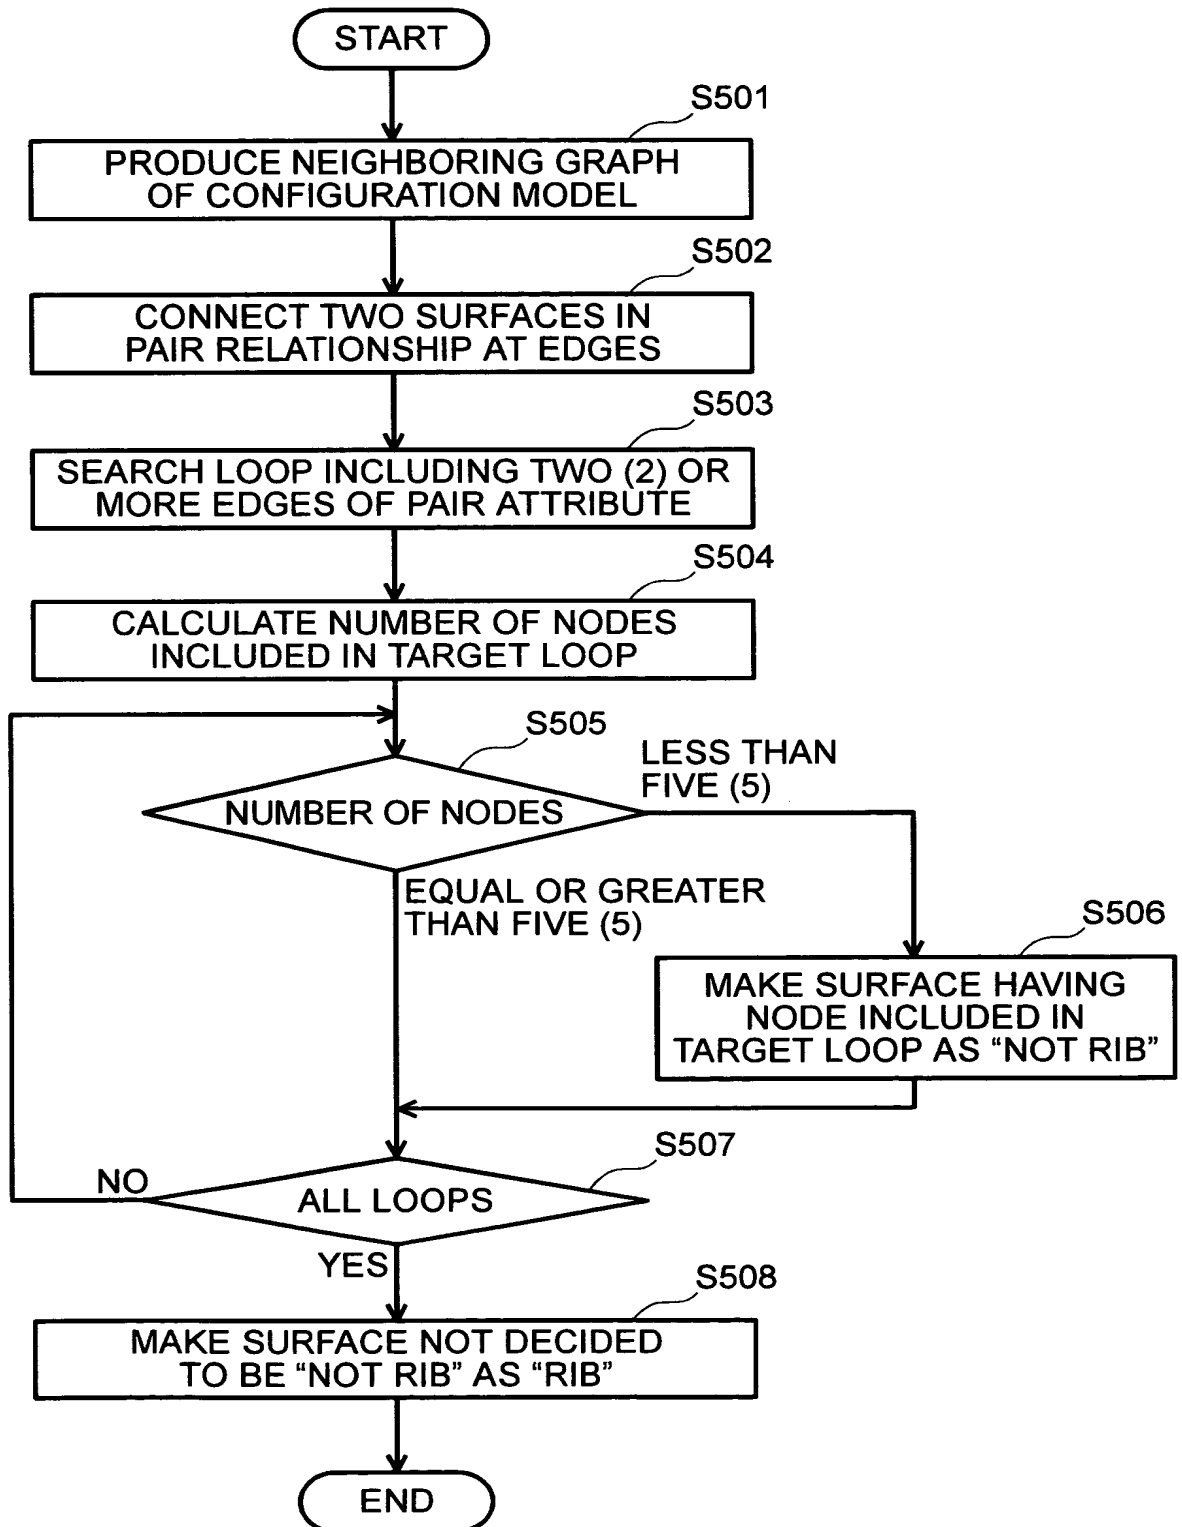 START
S501
PRODUCE NEIGHBORING GRAPH
OF CONFIGURATION MODEL
S502
CONNECT TWO SURFACES IN
PAIR RELATIONSHIP AT EDGES
S503
SEARCH LOOP INCLUDING TWO (2) OR
MORE EDGES OF PAIR ATTRIBUTE
S504
CALCULATE NUMBER OF NODES
INCLUDED IN TARGET LOOP
S505
NUMBER OF NODES
LESS THAN
FIVE (5)
EQUAL OR GREATER
THAN FIVE (5)
S506
MAKE SURFACE HAVING
NODE INCLUDED IN
TARGET LOOP AS “NOT RIB”
S507
ALL LOOPS
NO
YES
S508
MAKE SURFACE NOT DECIDED
TO BE “NOT RIB” AS “RIB”
END